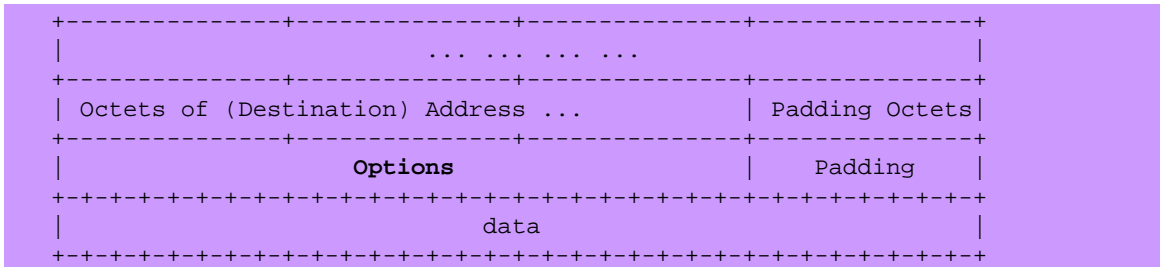 +---------------+---------------+---------------+---------------+
| ... ... ... ... |
+---------------+---------------+---------------+---------------+
| Octets of (Destination) Address ... | Padding Octets|
+---------------+---------------+---------------+---------------+
| Options | Padding |
+-+-+-+-+-+-+-+-+-+-+-+-+-+-+-+-+-+-+-+-+-+-+-+-+-+-+-+-+-+-+-+-+
| data |
+-+-+-+-+-+-+-+-+-+-+-+-+-+-+-+-+-+-+-+-+-+-+-+-+-+-+-+-+-+-+-+-+